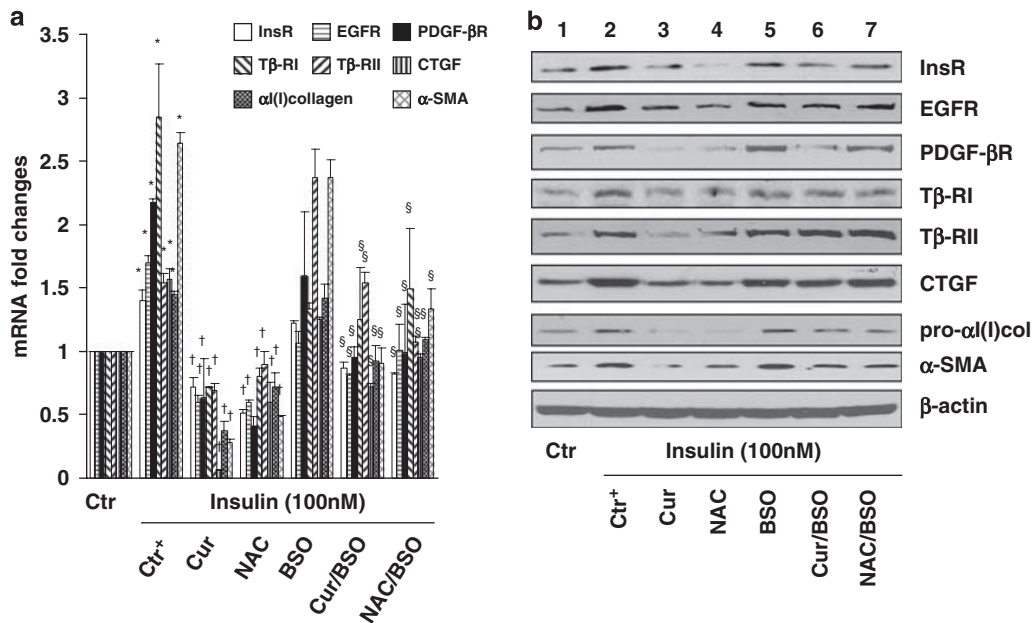 a
mRNA fold changes
3.5
3
2.5
2
1.5
1
0.5
0
InsR EGFR PDGF-βR
Tβ-RI Tβ-RII CTGF
αI(I)collagen α-SMA
* * * * * * * *
† † † † † † †
† † † † † † †
§ § § § § § § §
§ § § § § § § §
Ctr Insulin (100nM)
Ctr+
Cur
NAC
BSO
Cur/BSO
NAC/BSO
b
1 2 3 4 5 6 7
InsR
EGFR
PDGF-βR
Tβ-RI
Tβ-RII
CTGF
pro-αI(I)col
α-SMA
β-actin
Ctr Insulin (100nM)
Ctr+
Cur
NAC
BSO
Cur/BSO
NAC/BSO